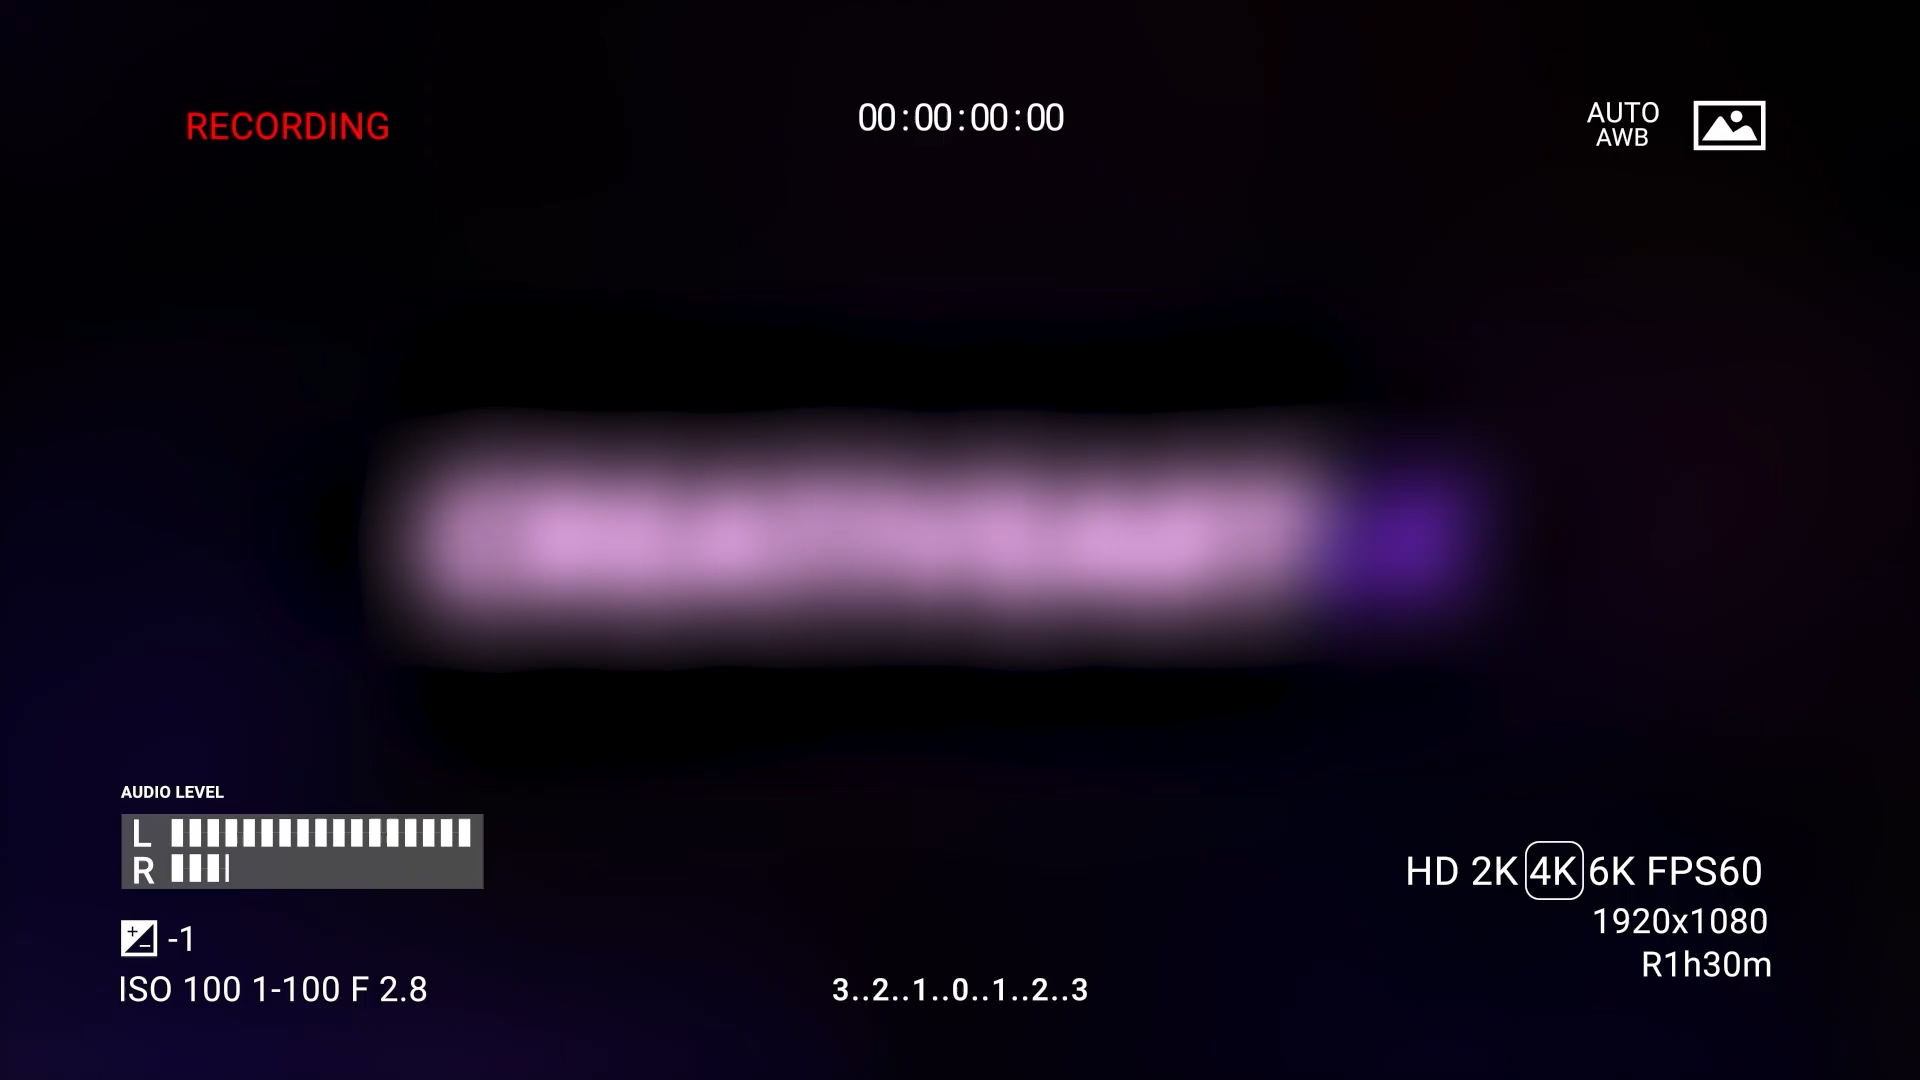 RECORDING
00:00:00:00
AUTO
AWB
AUDIO LEVEL
L
R
-1
ISO 100 1-100 F 2.8
3..2..1..0..1..2..3
HD 2K 4K 6K FPS60
1920x1080
R1h30m